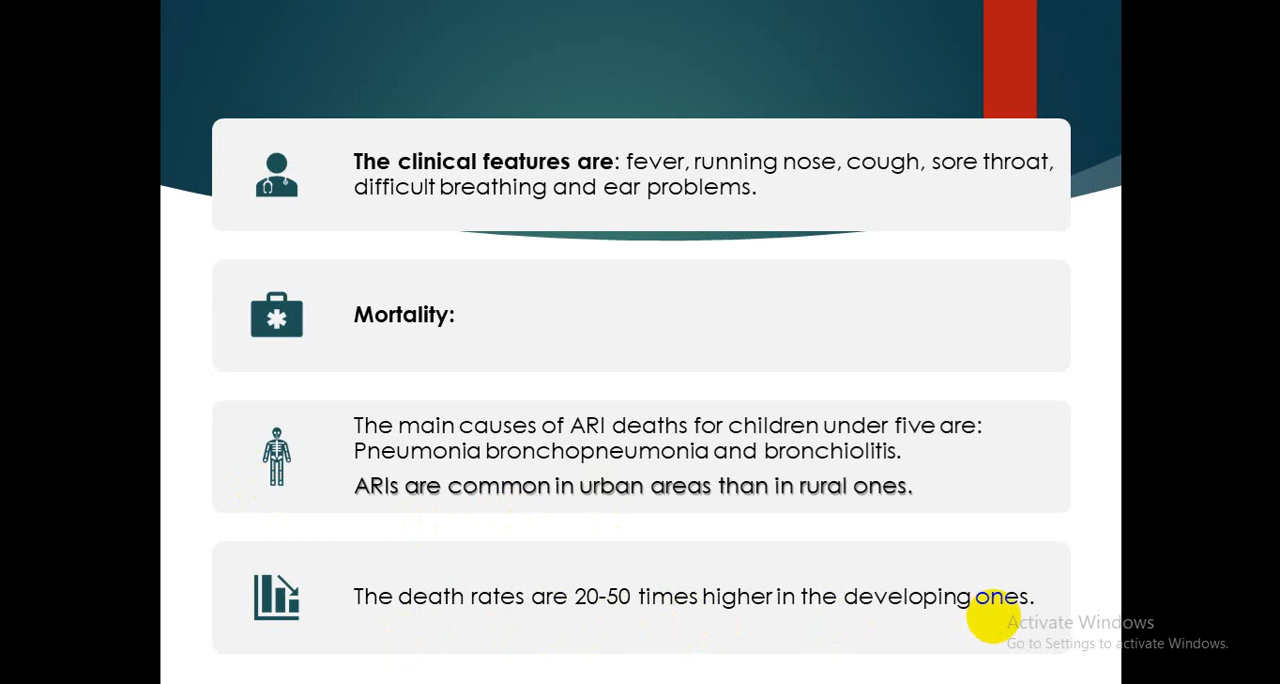 The clinical features are: fever, running nose, cough, sore throat,
difficult breathing and ear problems.
Mortality:
The main causes of ARI deaths for children under five are:
Pneumonia bronchopneumonia and bronchiolitis.
ARIs are common in urban areas than in rural ones.
The death rates are 20-50 times higher in the developing ones.
Activate Windows
Go to Settings to activate Windows.